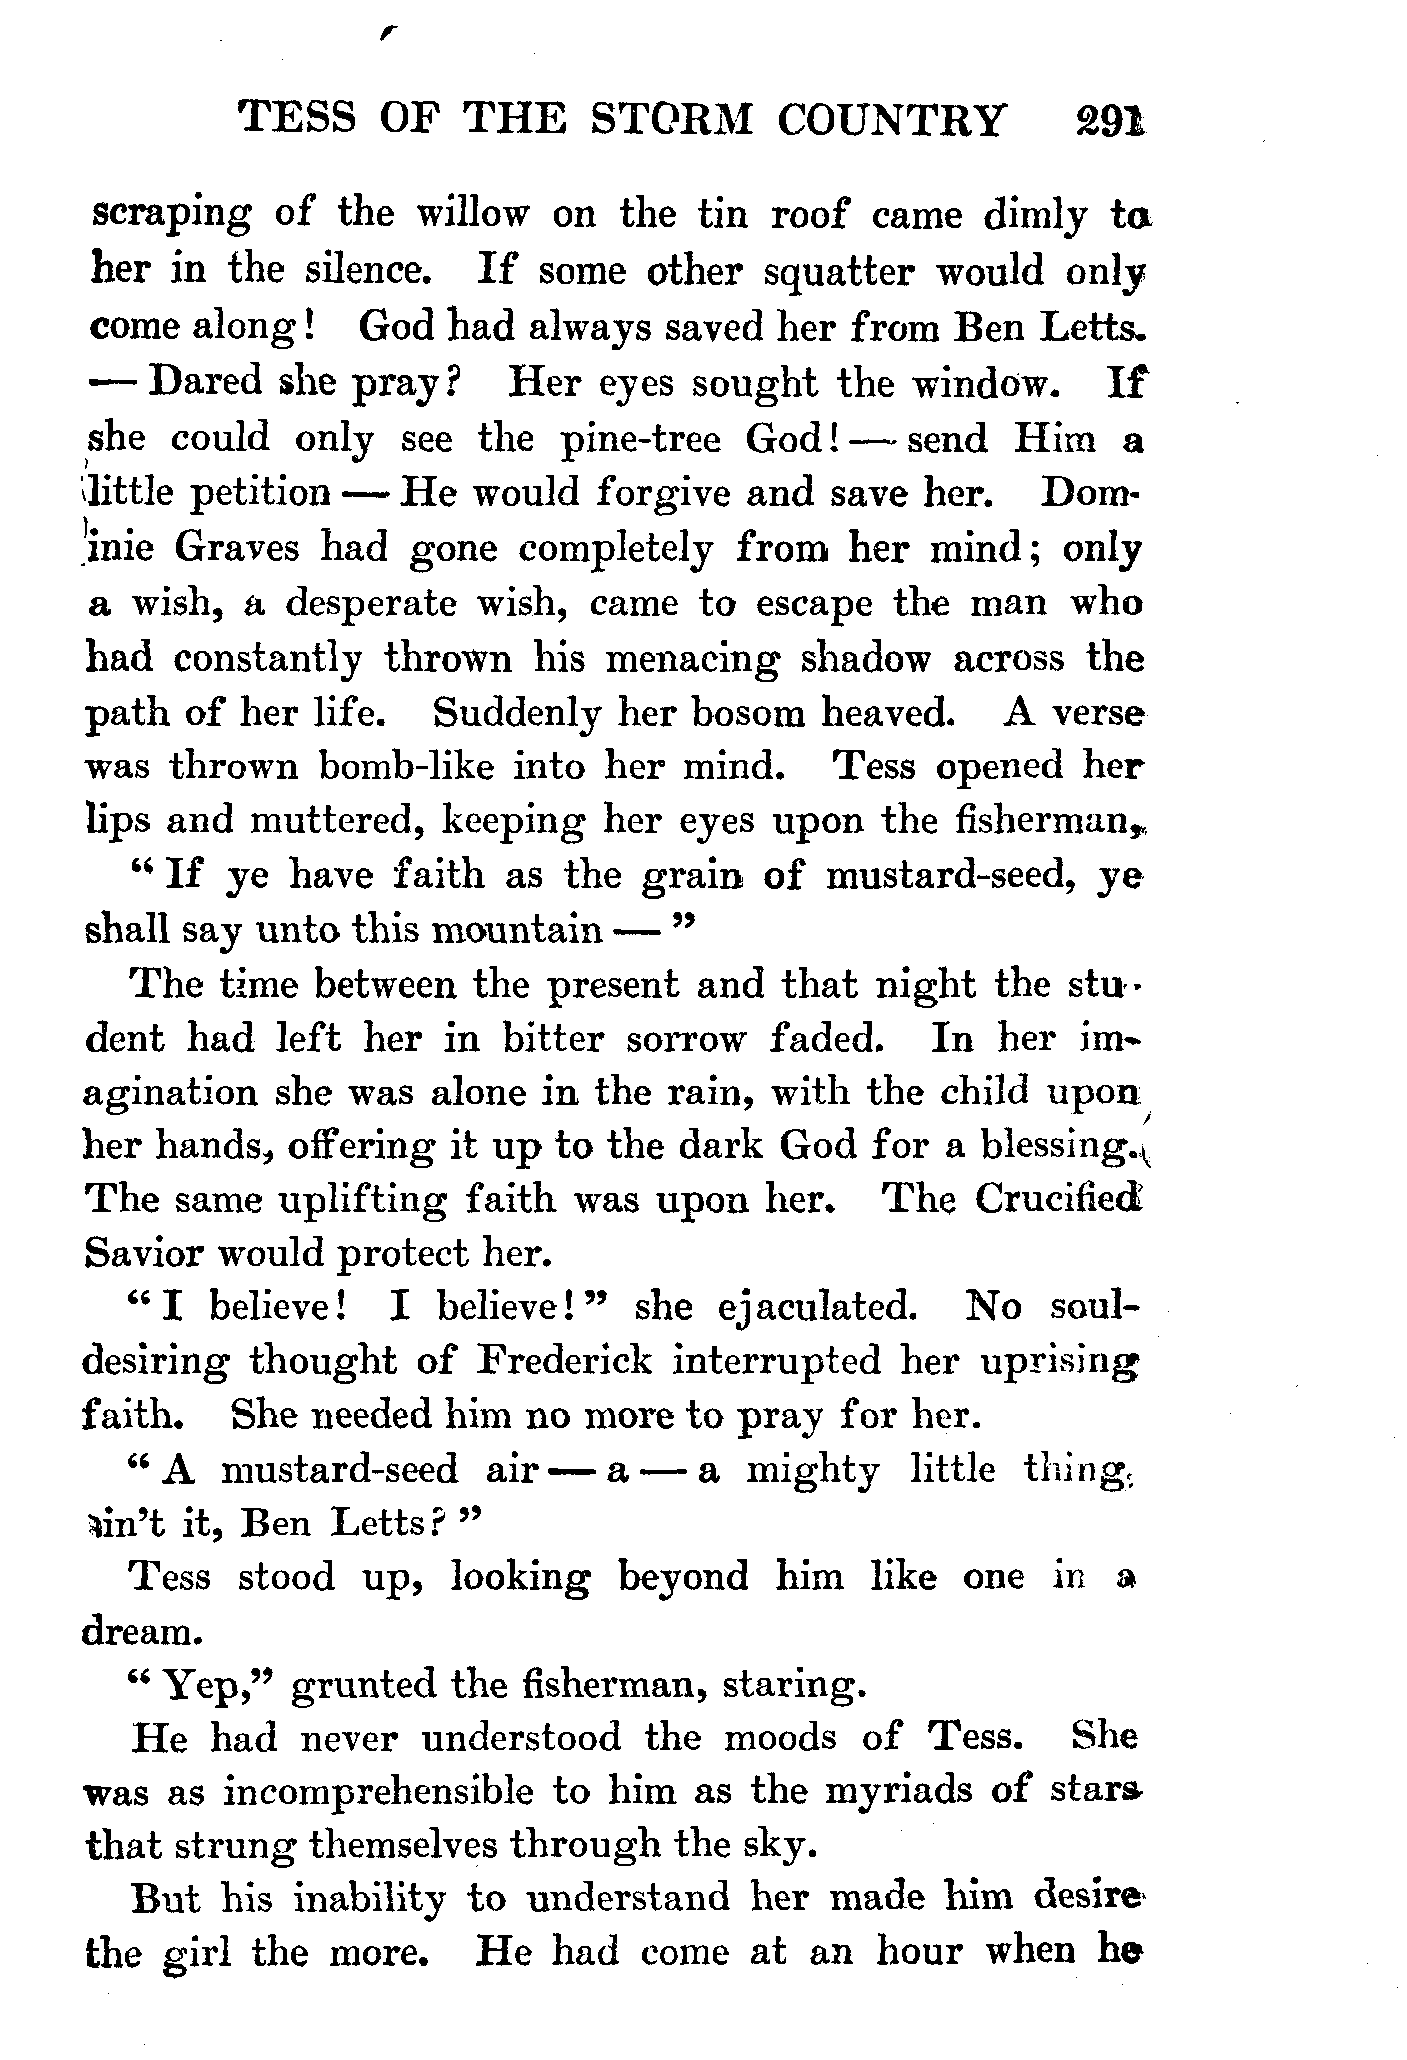 TESS OF THE STORM COUNTRY 291
scraping of the willow on the tin roof came dimly to
her in the silence. If some other squatter would only
come along! God had always saved her from Ben Letts.
— Dared she pray? Her eyes sought the window. If
she could only see the pine-tree God! — send Him a
little petition — He would forgive and save her. Dom-
inie Graves had gone completely from her mind; only
a wish, a desperate wish, came to escape the man who
had constantly thrown his menacing shadow across the
path of her life. Suddenly her bosom heaved. A verse
was thrown bomb-like into her mind. Tess opened her
lips and muttered, keeping her eyes upon the fisherman,
“ If ye have faith as the grain of mustard-seed, ye
shall say unto this mountain — ”
The time between the present and that night the stu-
dent had left her in bitter sorrow faded. In her im-
agination she was alone in the rain, with the child upon
her hands, offering it up to the dark God for a blessing.
The same uplifting faith was upon her. The Crucified
Savior would protect her.
“ I believe! I believe! ” she ejaculated. No soul-
desiring thought of Frederick interrupted her uprising
faith. She needed him no more to pray for her.
“ A mustard-seed air — a — a mighty little thing,
ain’t it, Ben Letts? ”
Tess stood up, looking beyond him like one in a
dream.
“ Yep,” grunted the fisherman, staring.
He had never understood the moods of Tess. She
was as incomprehensible to him as the myriads of stars
that strung themselves through the sky.
But his inability to understand her made him desire
the girl the more. He had come at an hour when he